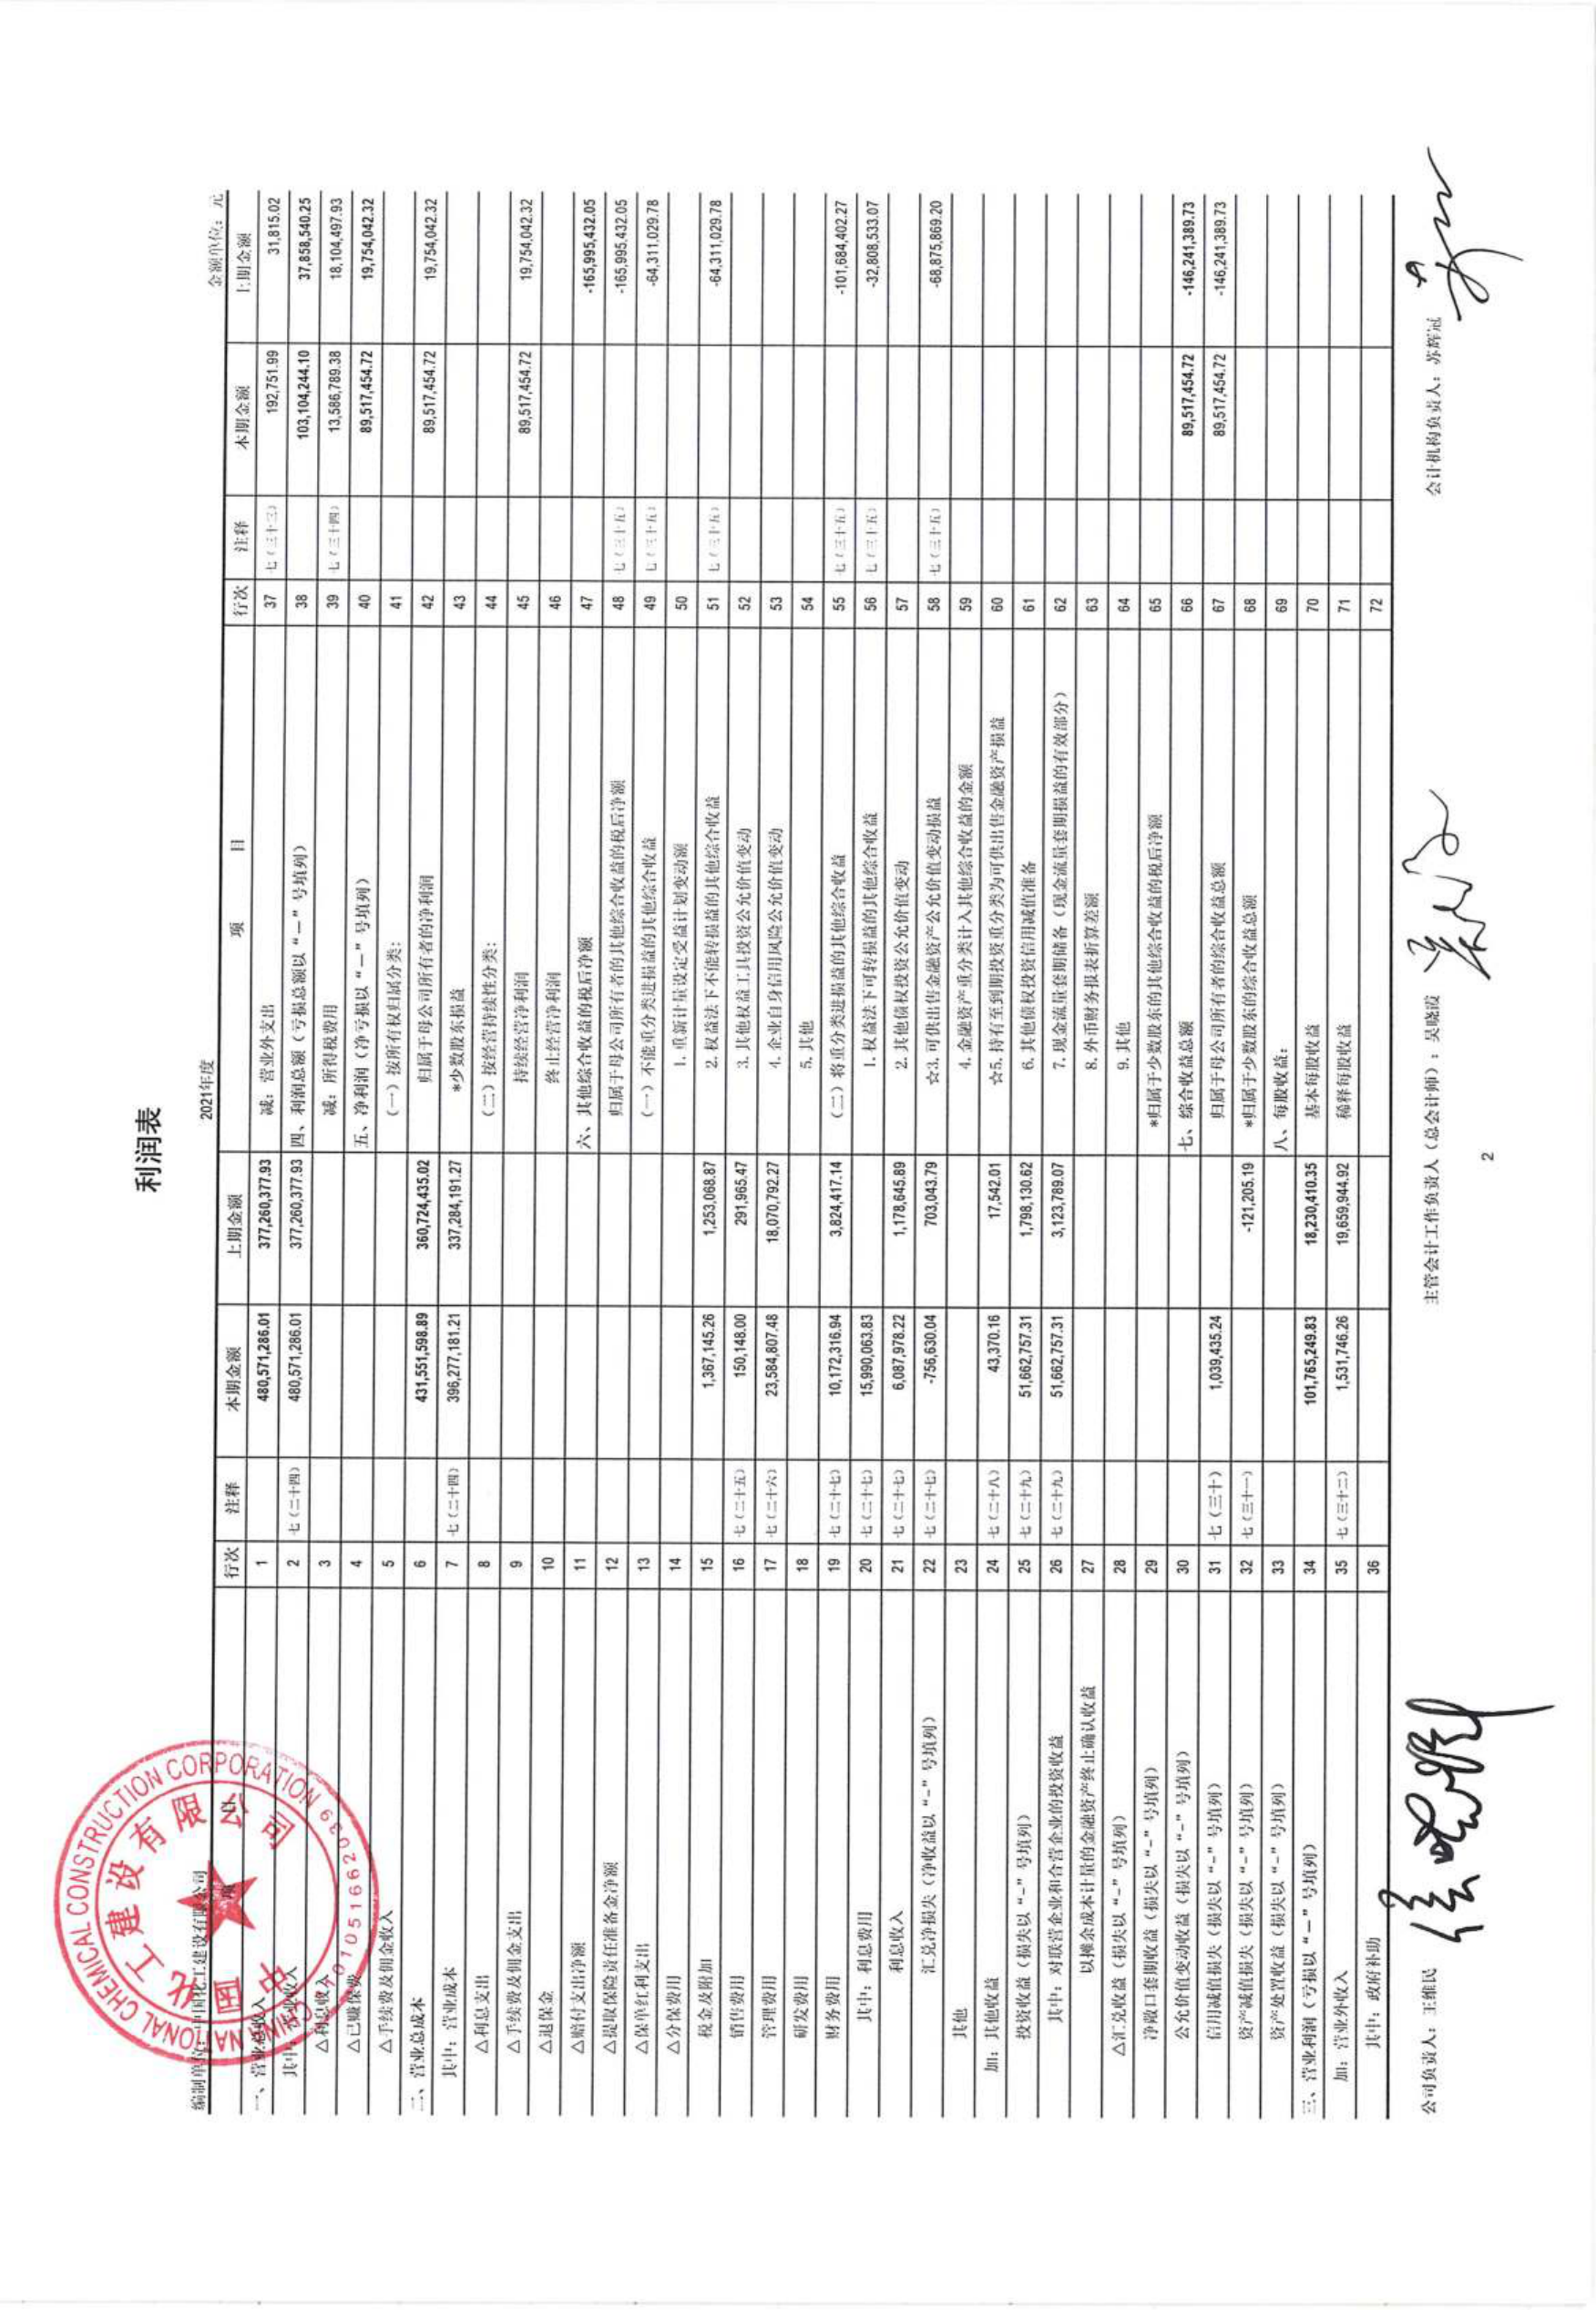 利润表
2021年度
编制单位：中国化工建设有限公司 金额单位：元
项 目 行次 注释 本期金额 上期金额 项 目 行次 注释 本期金额 上期金额
一、营业总收入 1 480,571,286.01 377,260,377.93 减：营业外支出 37 七（三十三） 192,751.99 31,815.02
其中：营业收入 2 七（二十四） 480,571,286.01 377,260,377.93 四、利润总额（亏损总额以“—”号填列） 38 103,104,244.10 37,858,540.25
△利息收入 3 减：所得税费用 39 七（三十四） 13,586,789.38 18,104,497.93
△已赚保费 4 五、净利润（净亏损以“—”号填列） 40 89,517,454.72 19,754,042.32
△手续费及佣金收入 5 （一）按所有权归属分类： 41
二、营业总成本 6 431,551,598.89 360,724,435.02 归属于母公司所有者的净利润 42 89,517,454.72 19,754,042.32
其中：营业成本 7 七（二十四） 396,277,181.21 337,284,191.27 *少数股东损益 43
△利息支出 8 （二）按经营持续性分类： 44
△手续费及佣金支出 9 持续经营净利润 45 89,517,454.72 19,754,042.32
△退保金 10 终止经营净利润 46
△赔付支出净额 11 六、其他综合收益的税后净额 47 -165,995,432.05
△提取保险责任准备金净额 12 归属于母公司所有者的其他综合收益的税后净额 48 七（三十五） -165,995,432.05
△保单红利支出 13 （一）不能重分类进损益的其他综合收益 49 七（三十五） -64,311,029.78
△分保费用 14 1. 重新计量设定受益计划变动额 50
税金及附加 15 1,367,145.26 1,253,068.87 2. 权益法下不能转损益的其他综合收益 51 七（三十五） -64,311,029.78
销售费用 16 七（二十五） 150,148.00 291,965.47 3. 其他权益工具投资公允价值变动 52
管理费用 17 七（二十六） 23,584,807.48 18,070,792.27 4. 企业自身信用风险公允价值变动 53
研发费用 18 5. 其他 54
财务费用 19 七（二十七） 10,172,316.94 3,824,417.14 （二）将重分类进损益的其他综合收益 55 七（三十五） -101,684,402.27
其中：利息费用 20 七（二十七） 15,990,063.83 1. 权益法下可转损益的其他综合收益 56 七（三十五） -32,808,533.07
利息收入 21 七（二十七） 6,087,978.22 1,178,645.89 2. 其他债权投资公允价值变动 57
汇兑净损失（净收益以“-”号填列） 22 七（二十七） -756,630.04 703,043.79 ☆3. 可供出售金融资产公允价值变动损益 58 七（三十五） -68,875,869.20
其他 23 4. 金融资产重分类计入其他综合收益的金额 59
加：其他收益 24 七（二十八） 43,370.16 17,542.01 ☆5. 持有至到期投资重分类为可供出售金融资产损益 60
投资收益（损失以“-”号填列） 25 七（二十九） 51,662,757.31 1,798,130.62 6. 其他债权投资信用减值准备 61
其中：对联营企业和合营企业的投资收益 26 七（二十九） 51,662,757.31 3,123,789.07 7. 现金流量套期储备（现金流量套期损益的有效部分） 62
以摊余成本计量的金融资产终止确认收益 27 8. 外币财务报表折算差额 63
△汇兑收益（损失以“-”号填列） 28 9. 其他 64
净敞口套期收益（损失以“-”号填列） 29 *归属于少数股东的其他综合收益的税后净额 65
公允价值变动收益（损失以“-”号填列） 30 七、综合收益总额 66 89,517,454.72 -146,241,389.73
信用减值损失（损失以“-”号填列） 31 七（三十） 1,039,435.24 归属于母公司所有者的综合收益总额 67 89,517,454.72 -146,241,389.73
资产减值损失（损失以“-”号填列） 32 七（三十一） -121,205.19 *归属于少数股东的综合收益总额 68
资产处置收益（损失以“-”号填列） 33 八、每股收益： 69
三、营业利润（亏损以“—”号填列） 34 101,765,249.83 18,230,410.35 基本每股收益 70
加：营业外收入 35 七（三十二） 1,531,746.26 19,659,944.92 稀释每股收益 71
其中：政府补助 36 72
公司负责人：王维民 主管会计工作负责人（总会计师）：吴晓霞 会计机构负责人：苏辉冠
2
CHINA NATIONAL CHEMICAL CONSTRUCTION CORPORATION
中国化工建设有限公司